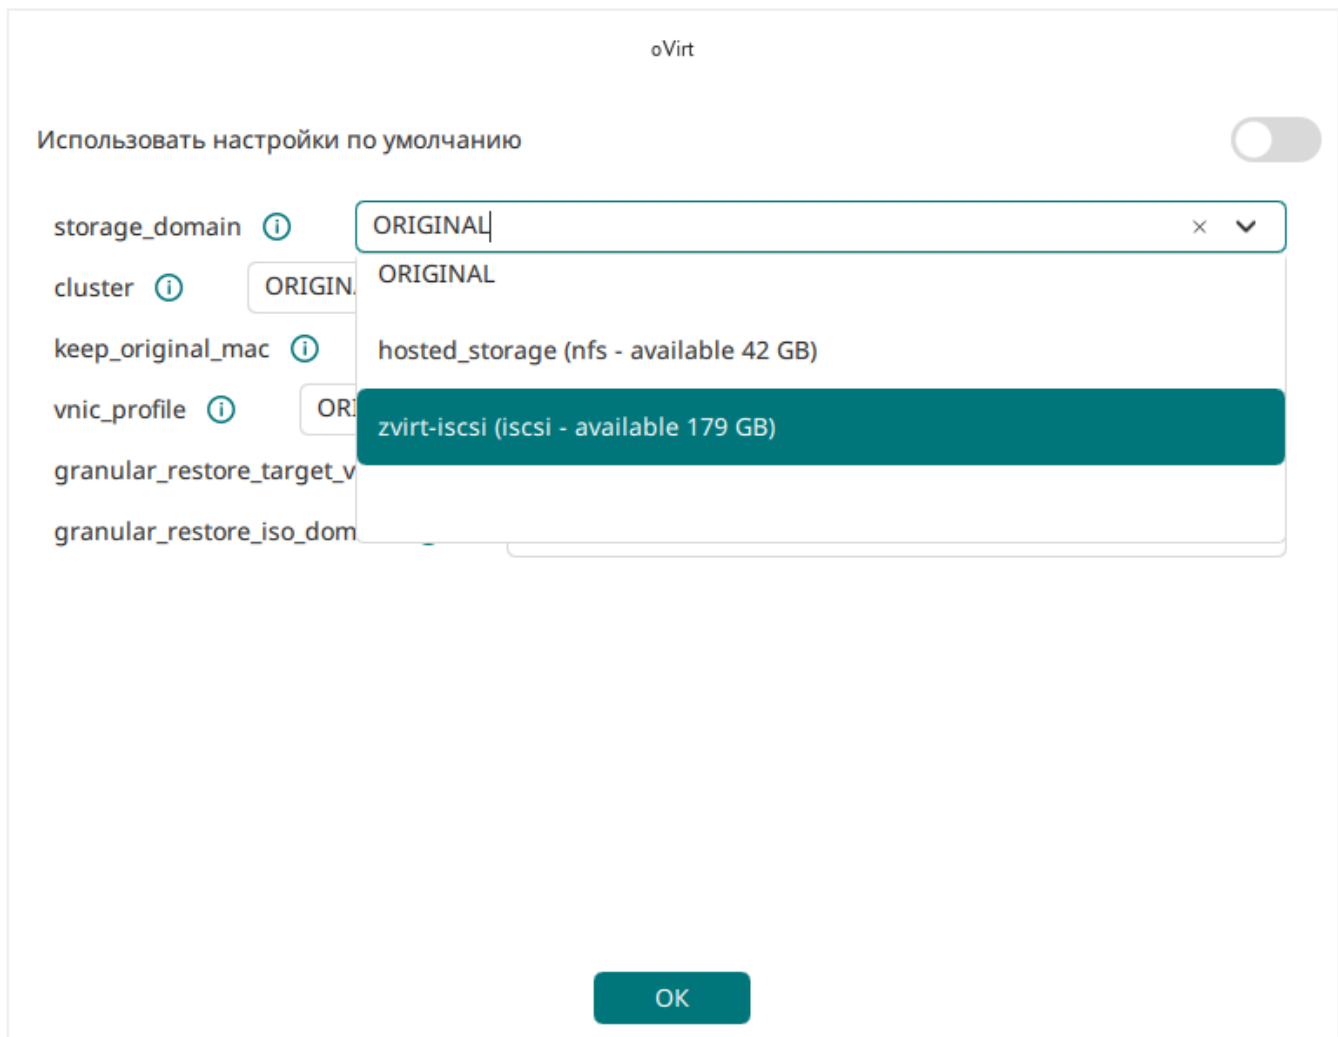 oVirt
Использовать настройки по умолчанию
storage_domain ORIGINAL
ORIGINAL
cluster
hosted_storage (nfs - available 42 GB)
keep_original_mac
vnic_profile
zvirt-iscsi (iscsi - available 179 GB)
OK